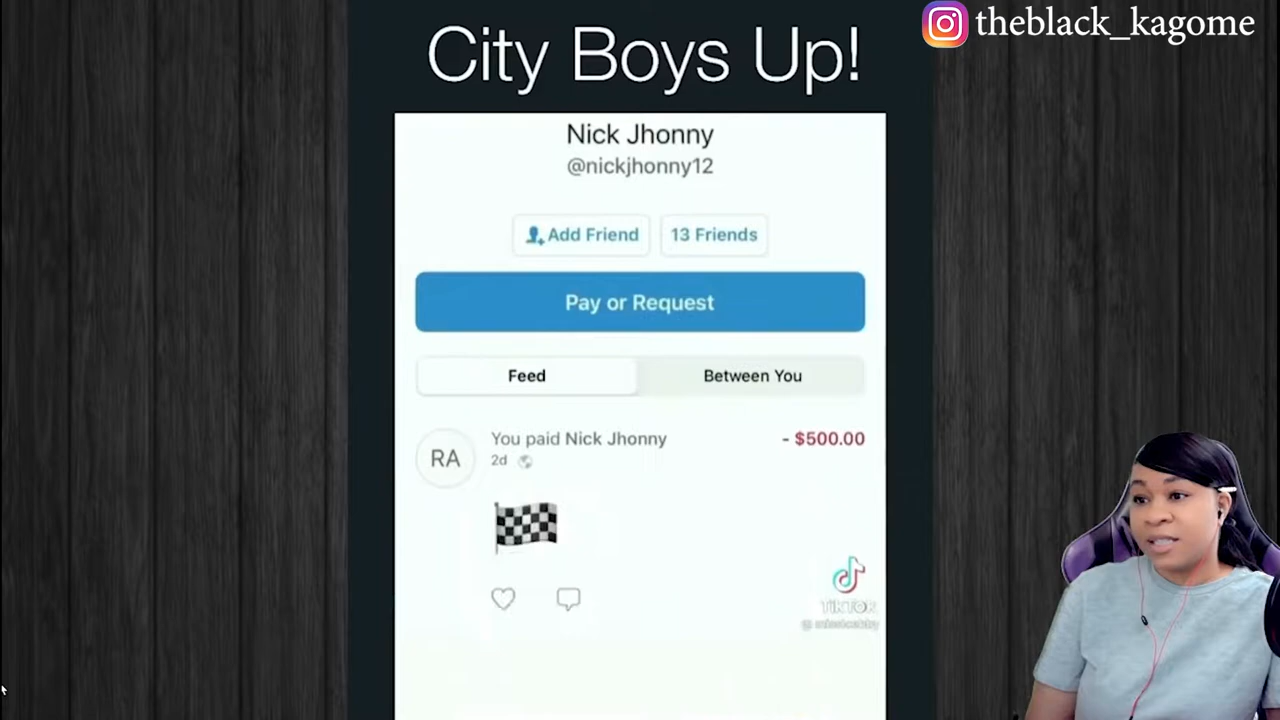 theblack_kagome
City Boys Up!
Nick Jhonny
@nickjhonny12
Add Friend
13 Friends
Pay or Request
Feed
Between You
RA
You paid Nick Jhonny
- $500.00
2d
TikTok